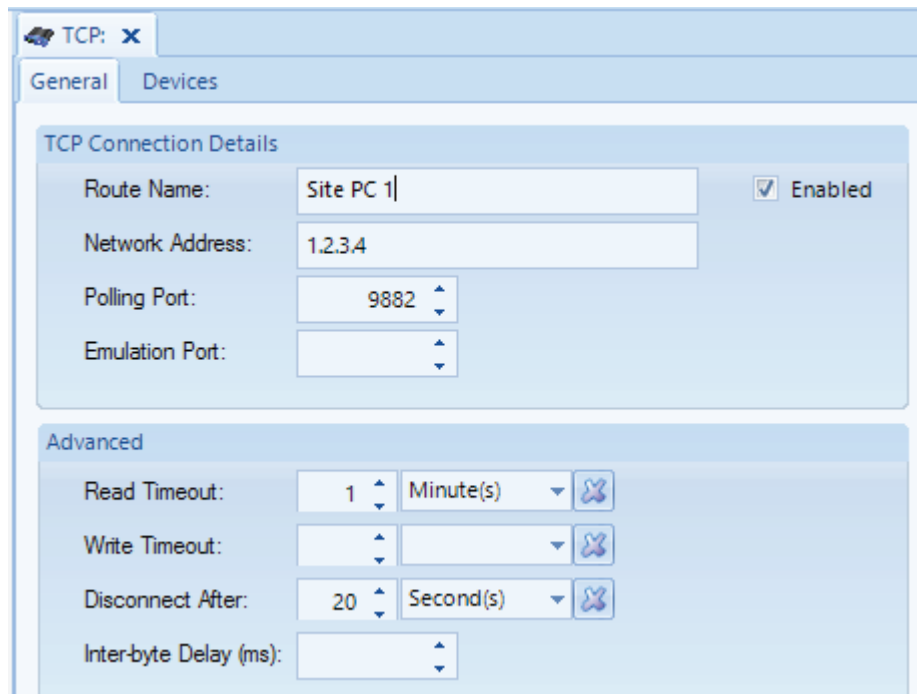 TCP:
General Devices
TCP Connection Details
Route Name: Site PC 1 Enabled
Network Address: 1.2.3.4
Polling Port: 9882
Emulation Port:
Advanced
Read Timeout: 1 Minute(s)
Write Timeout:
Disconnect After: 20 Second(s)
Inter-byte Delay (ms):